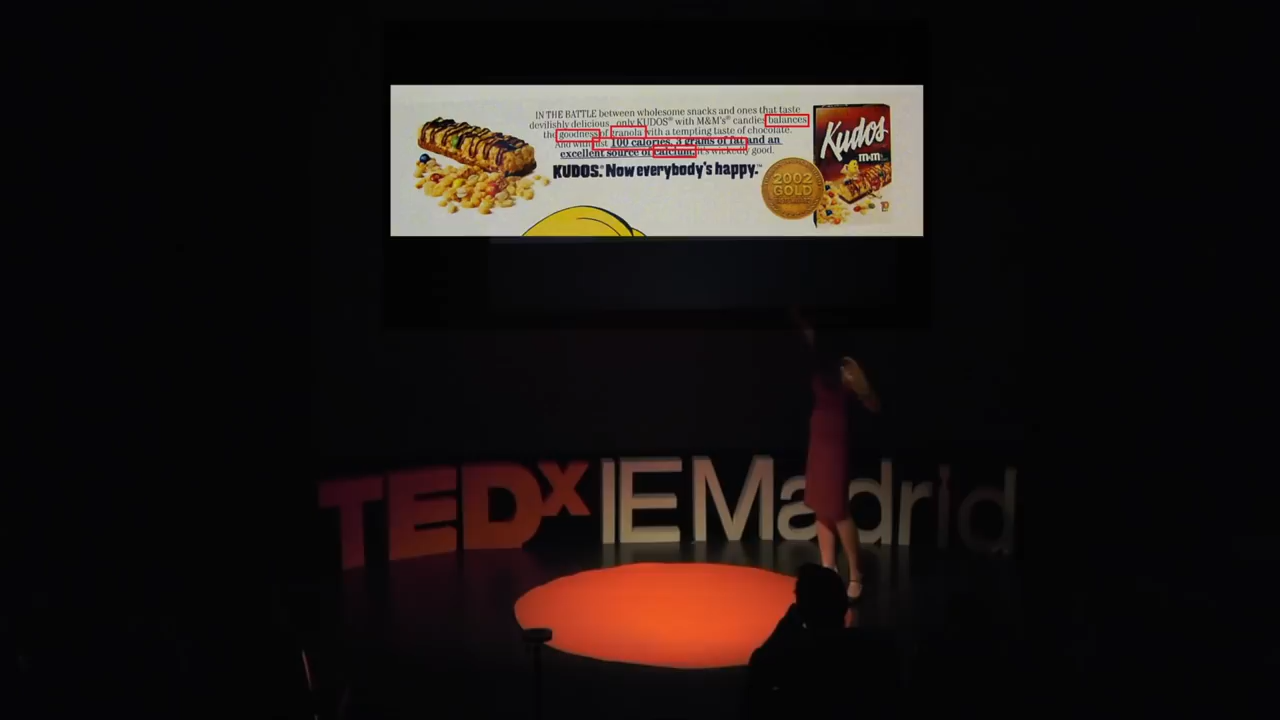 IN THE BATTLE between wholesome snacks and ones that taste
devilishly delicious, only KUDOS® with M&M's® candies balances
the goodness of granola with a tempting taste of chocolate.
And with just 100 calories, 3 grams of fat and an
excellent source of calcium, it's wickedly good.
KUDOS. Now everybody's happy.™
2002
GOLD
Kudos
m&m's
TEDx IEMadrid